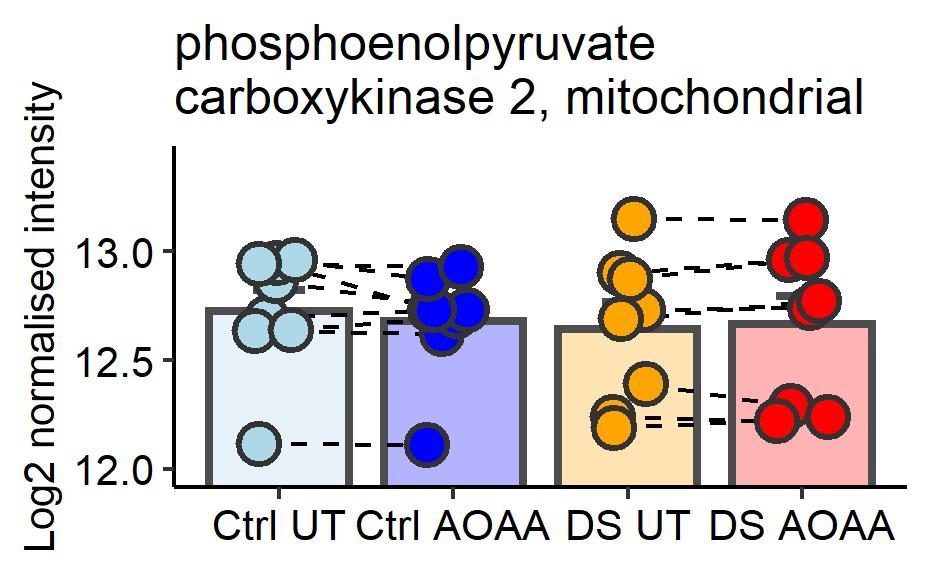 phosphoenolpyruvate
carboxykinase 2, mitochondrial
Log2 normalised intensity
13.0
12.5
12.0
Ctrl UT Ctrl AOAA DS UT DS AOAA